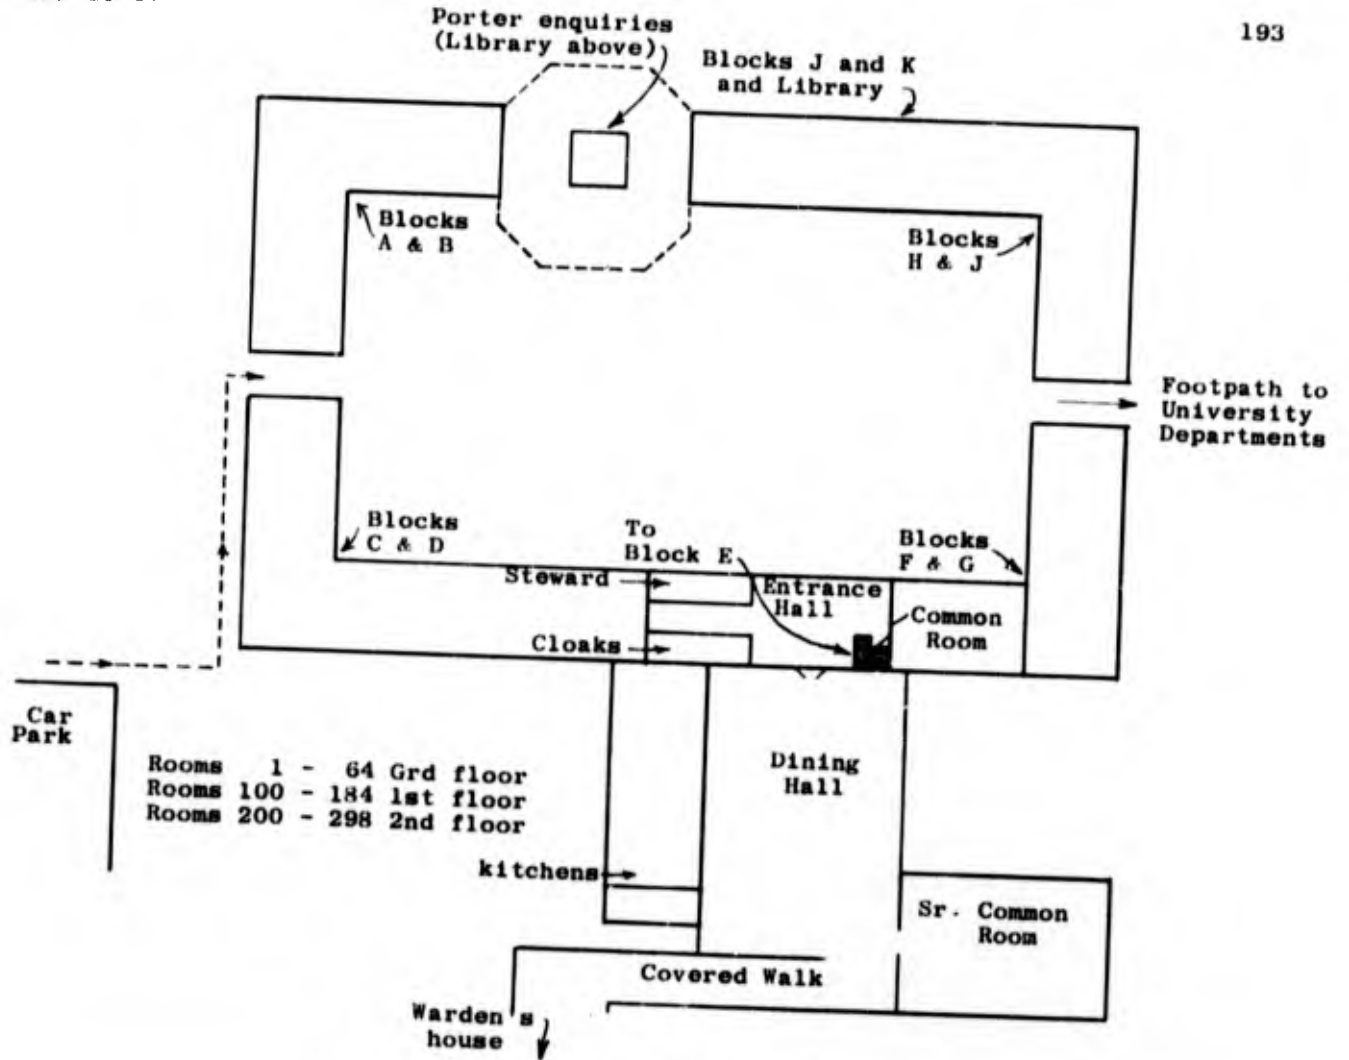 193
Porter enquiries
(Library above)
Blocks J and K
and Library
Blocks
A & B
Blocks
H & J
Footpath to
University
Departments
Blocks
C & D
To
Block E
Blocks
F & G
Steward
Entrance
Hall
Common
Room
Cloaks
Car
Park
Dining
Hall
Rooms 1 - 64 Grd floor
Rooms 100 - 184 1st floor
Rooms 200 - 298 2nd floor
kitchens
Sr. Common
Room
Covered Walk
Warden s
house